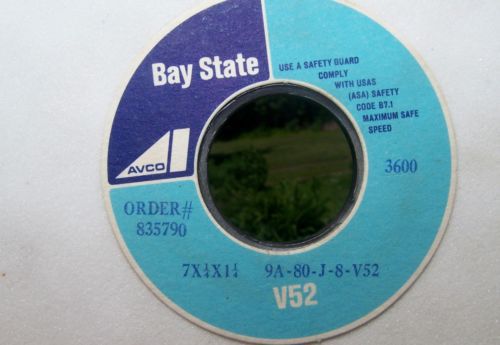 Bay State
USE A SAFETY GUARD
COMPLY
WITH USAS
(ASA) SAFETY
CODE B7.1
MAXIMUM SAFE
SPEED
AVCO
3600
ORDER#
835790
7X¼X1¼ 9A-80-J-8-V52
V52